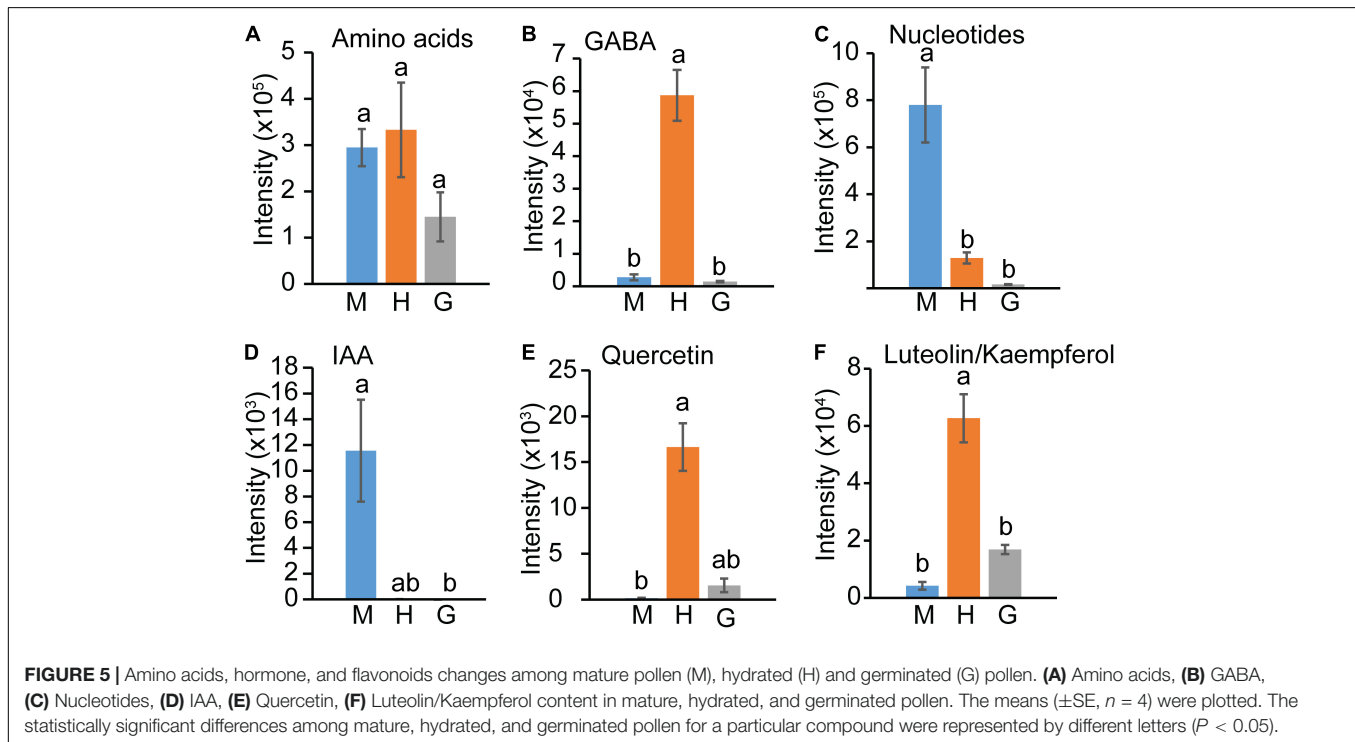 A Amino acids
Intensity (x10⁵)
5
4
3
2
1
0
a
a
a
M H G
B GABA
Intensity (x10⁴)
7
6
5
4
3
2
1
0
b
a
b
M H G
C Nucleotides
Intensity (x10⁵)
10
8
6
4
2
a
b
b
M H G
D IAA
Intensity (x10³)
18
16
14
12
10
8
6
4
2
0
a
ab
b
M H G
E Quercetin
Intensity (x10³)
25
20
15
10
5
0
b
a
ab
M H G
F Luteolin/Kaempferol
Intensity (x10⁴)
8
6
4
2
0
b
a
b
M H G
FIGURE 5 | Amino acids, hormone, and flavonoids changes among mature pollen (M), hydrated (H) and germinated (G) pollen. (A) Amino acids, (B) GABA,
(C) Nucleotides, (D) IAA, (E) Quercetin, (F) Luteolin/Kaempferol content in mature, hydrated, and germinated pollen. The means (±SE, n = 4) were plotted. The
statistically significant differences among mature, hydrated, and germinated pollen for a particular compound were represented by different letters (P < 0.05).